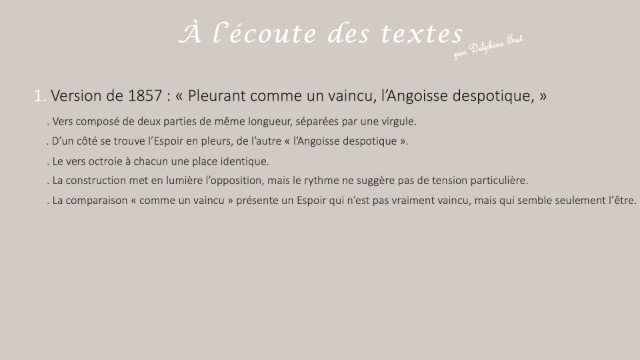 À l'écoute des textes
par Delphine Bist
1. Version de 1857 : « Pleurant comme un vaincu, l'Angoisse despotique, »
. Vers composé de deux parties de même longueur, séparées par une virgule.
. D'un côté se trouve l'Espoir en pleurs, de l'autre « l'Angoisse despotique ».
. Le vers octroie à chacun une place identique.
. La construction met en lumière l'opposition, mais le rythme ne suggère pas de tension particulière.
. La comparaison « comme un vaincu » présente un Espoir qui n'est pas vraiment vaincu, mais qui semble seulement l'être.